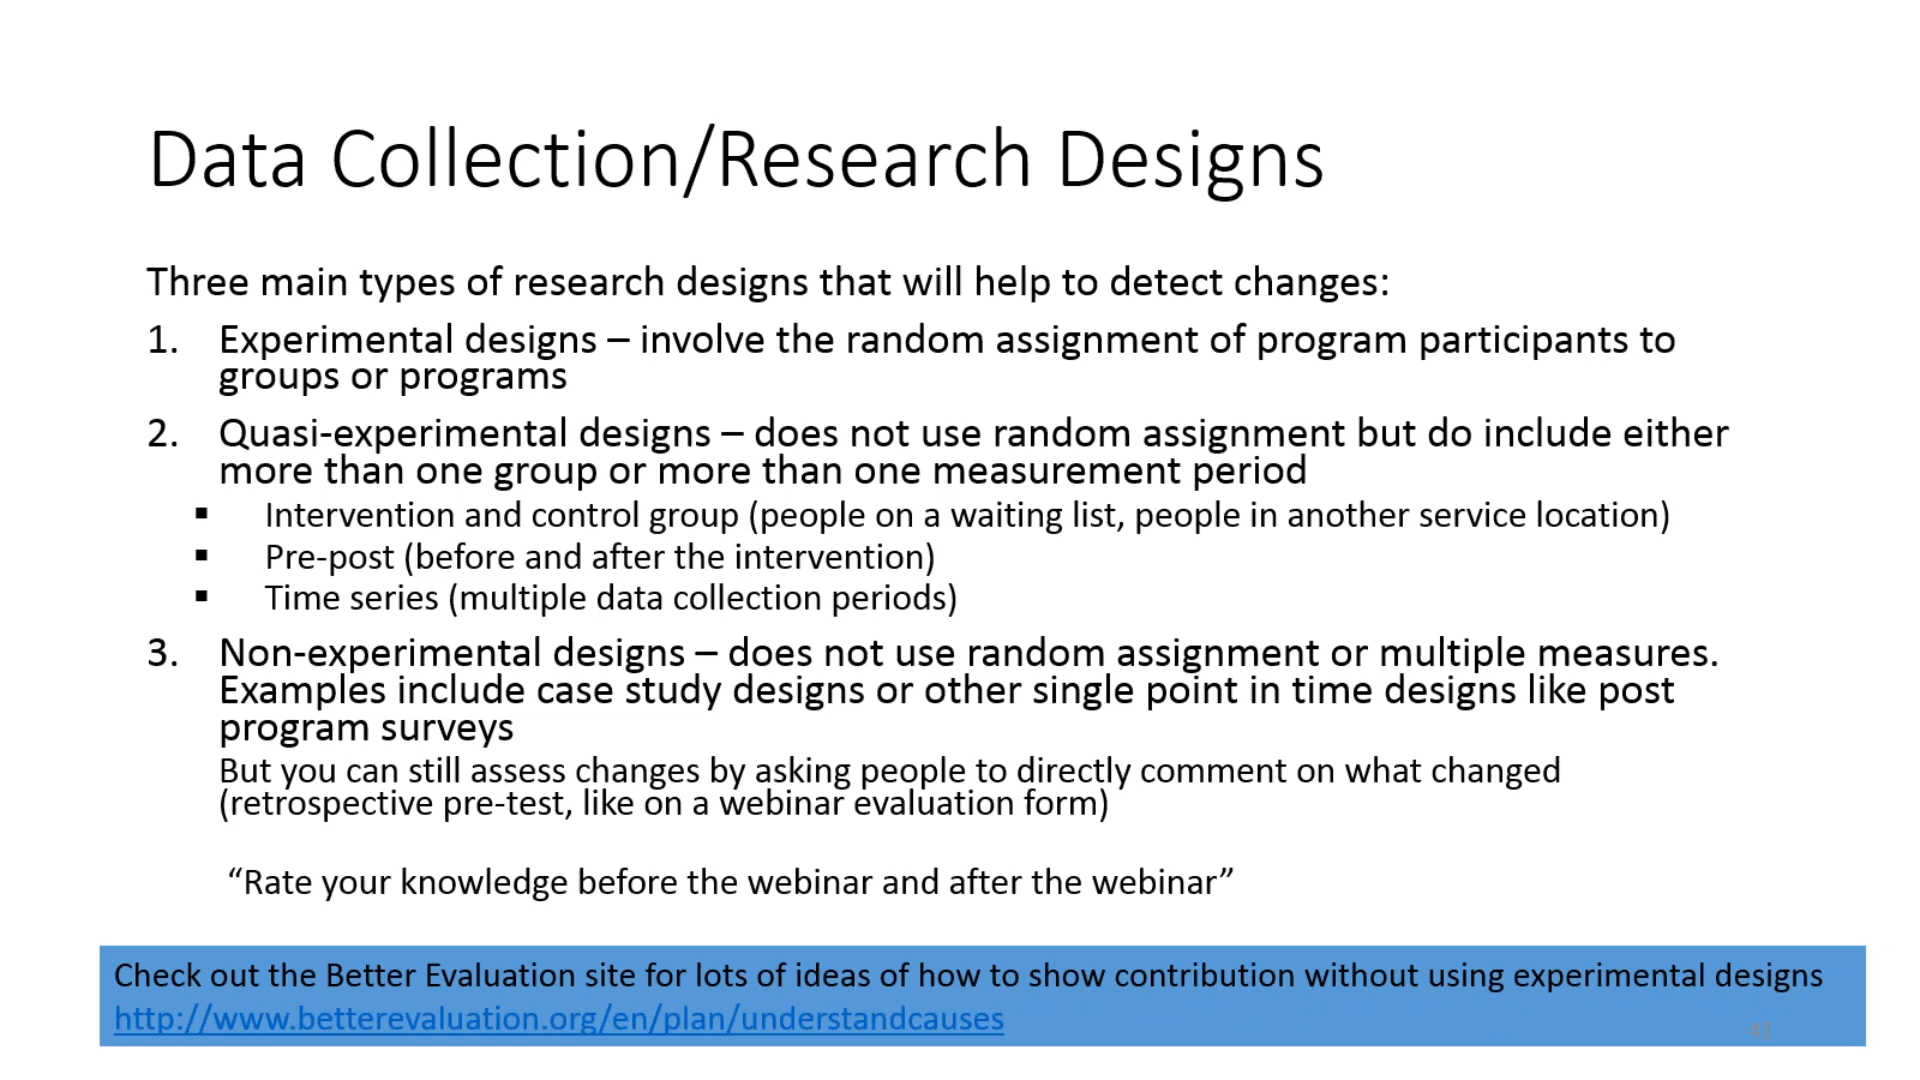 Data Collection/Research Designs
Three main types of research designs that will help to detect changes:
1. Experimental designs – involve the random assignment of program participants to
groups or programs
2. Quasi-experimental designs – does not use random assignment but do include either
more than one group or more than one measurement period
▪ Intervention and control group (people on a waiting list, people in another service location)
▪ Pre-post (before and after the intervention)
▪ Time series (multiple data collection periods)
3. Non-experimental designs – does not use random assignment or multiple measures.
Examples include case study designs or other single point in time designs like post
program surveys
But you can still assess changes by asking people to directly comment on what changed
(retrospective pre-test, like on a webinar evaluation form)
“Rate your knowledge before the webinar and after the webinar”
Check out the Better Evaluation site for lots of ideas of how to show contribution without using experimental designs
http://www.betterevaluation.org/en/plan/understandcauses